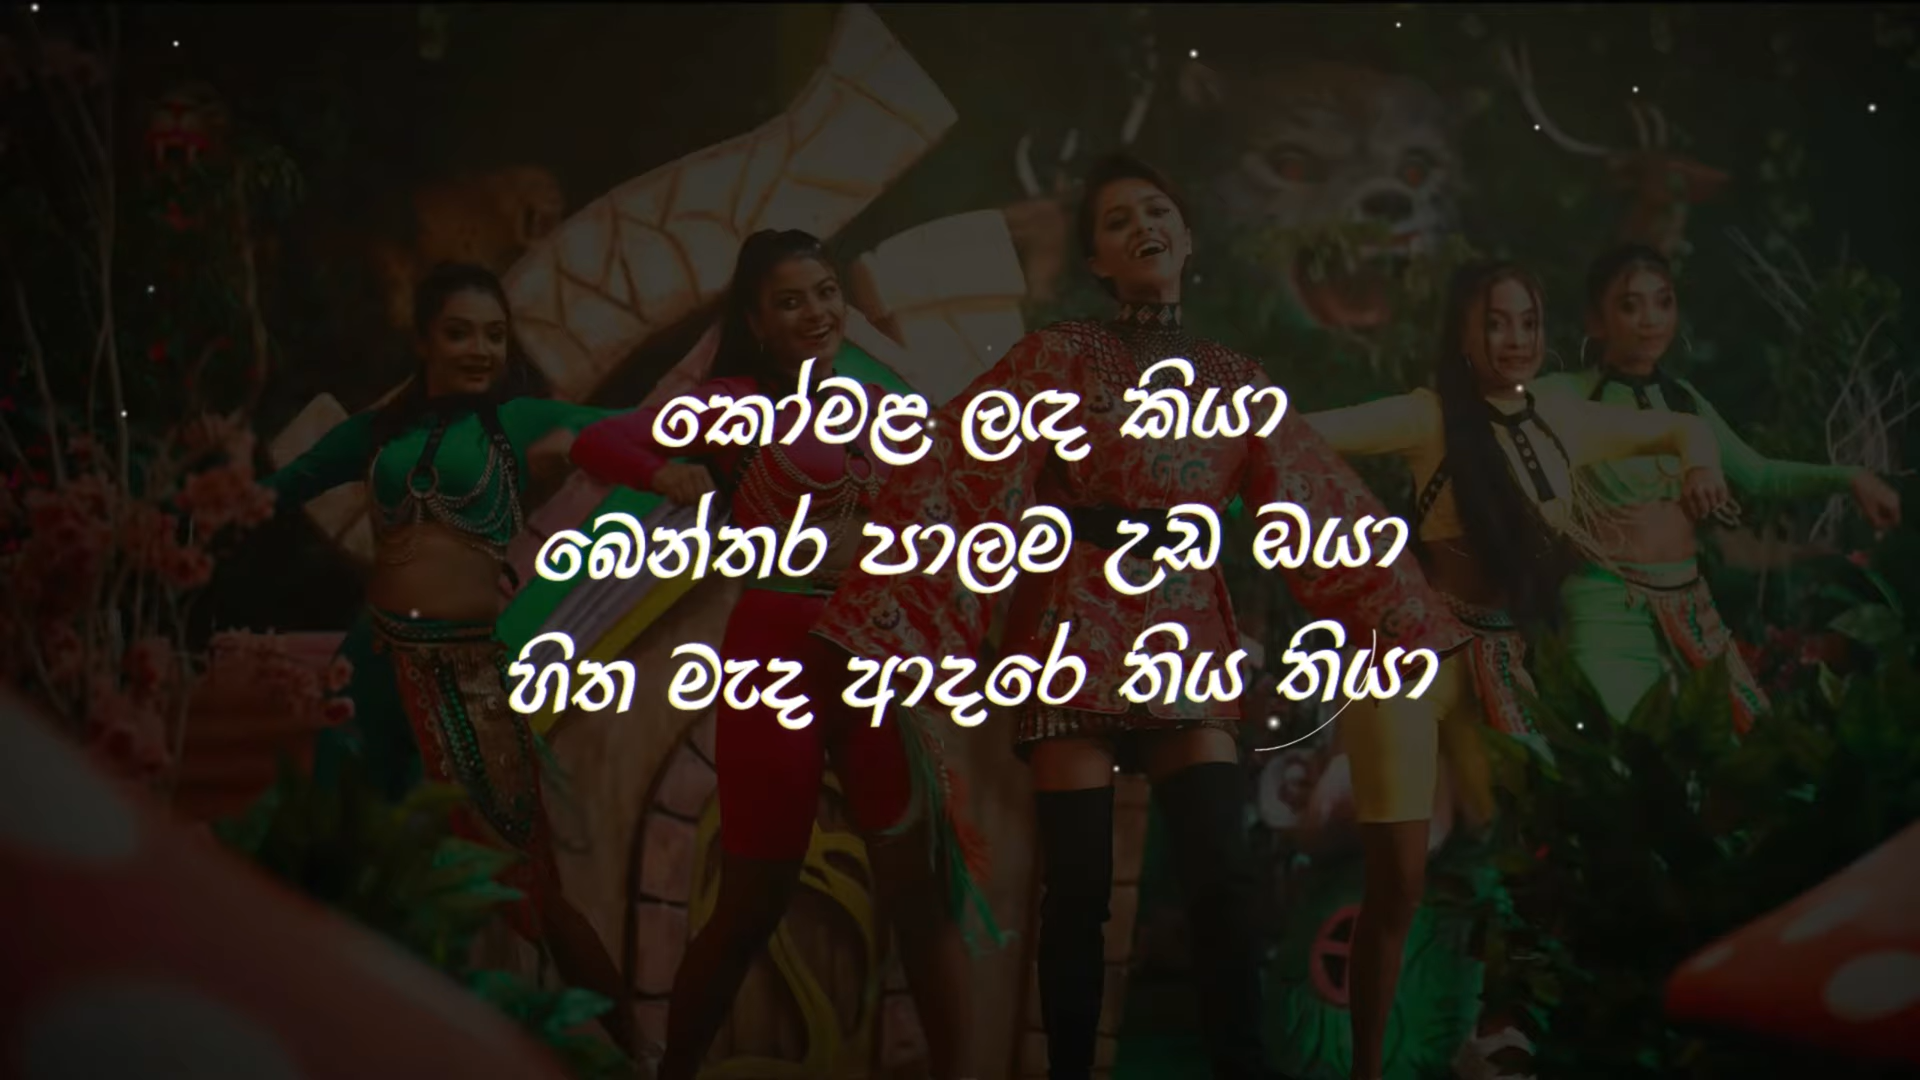 කෝමළ ලඳ කියා
බෙන්තර පාලම උඩ ඔයා
හිත මැද ආදරෙ තිය තියා